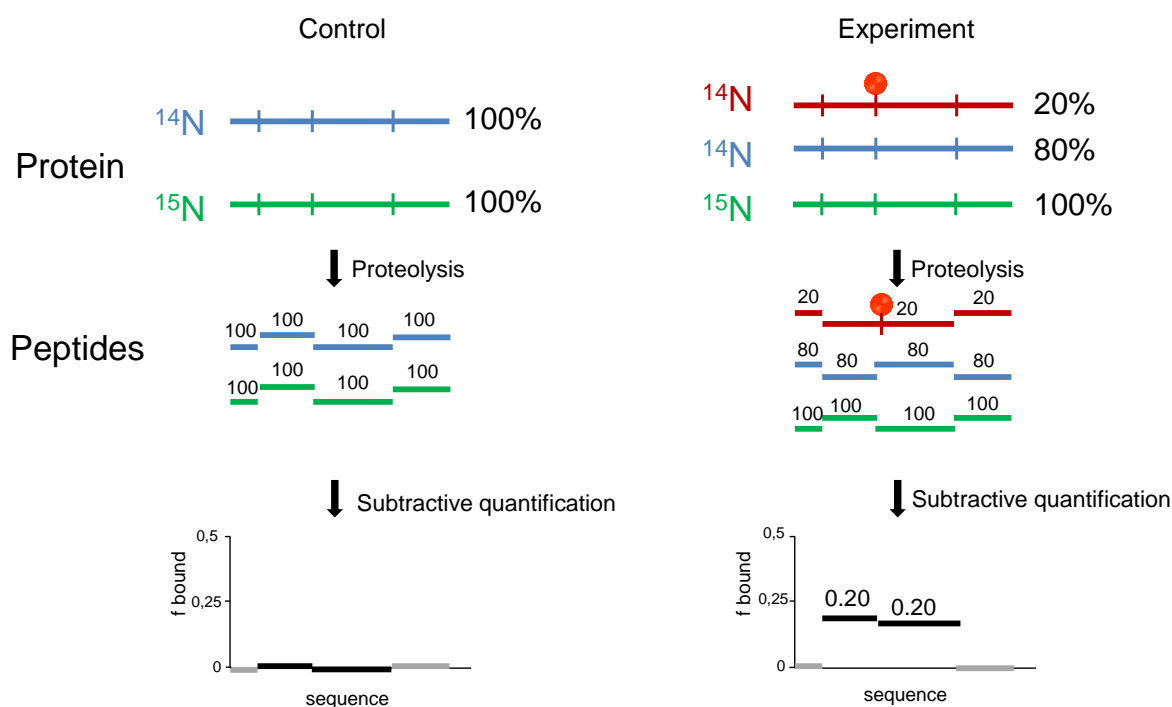 Control
Experiment
Protein
¹⁴N
100%
¹⁵N
100%
¹⁴N
20%
¹⁴N
80%
¹⁵N
100%
Proteolysis
Proteolysis
Peptides
100
100
100
100
100
100
100
100
20
20
20
80
80
80
80
100
100
100
100
Subtractive quantification
Subtractive quantification
f bound
0,5
0,25
0
sequence
f bound
0,5
0,25
0
0.20
0.20
sequence